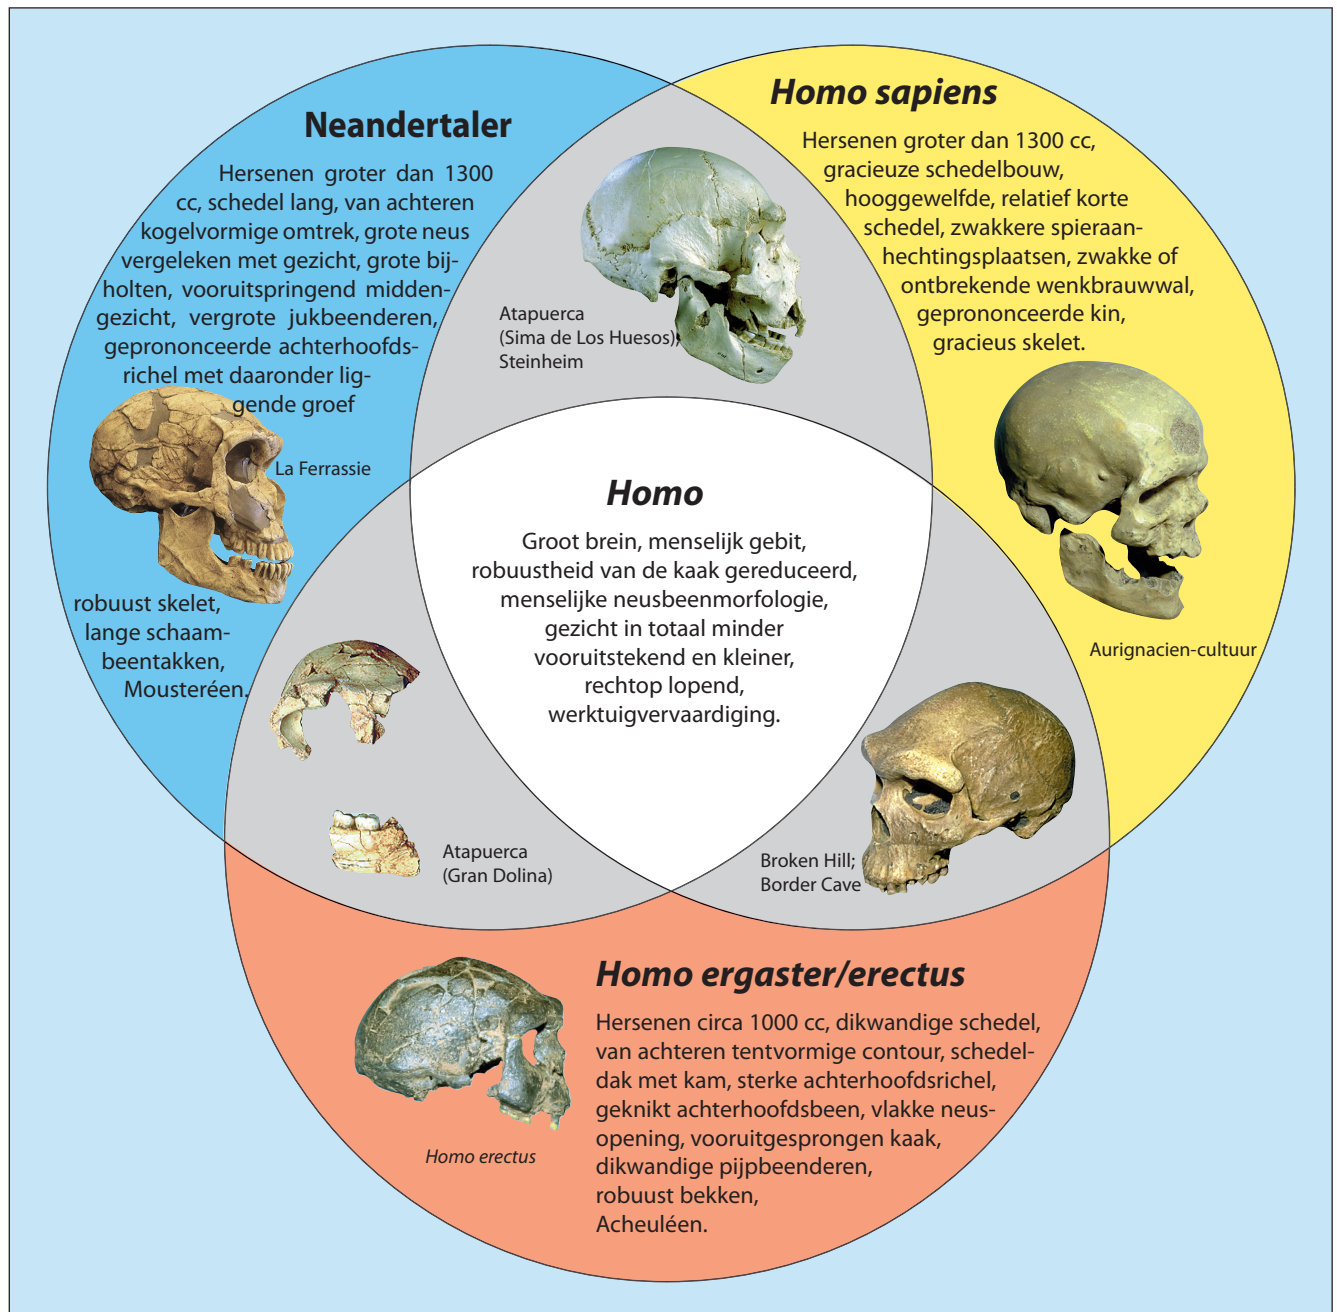 Neandertaler
Hersenen groter dan 1300
cc, schedel lang, van achteren
kogelvormige omtrek, grote neus
vergeleken met gezicht, grote bij-
holten, vooruitspringend midden-
gezicht, vergrote jukbeenderen,
geprononceerde achterhoofds-
richel met daaronder lig-
gende groef
La Ferrassie
robuust skelet,
lange schaam-
beentakken,
Mousteréen.
Homo sapiens
Hersenen groter dan 1300 cc,
gracieuze schedelbouw,
hooggewelfde, relatief korte
schedel, zwakkere spieraan-
hechtingsplaatsen, zwakke of
ontbrekende wenkbrauwwal,
geprononceerde kin,
gracieus skelet.
Aurignacien-cultuur
Atapuerca
(Sima de Los Huesos);
Steinheim
Homo
Groot brein, menselijk gebit,
robuustheid van de kaak gereduceerd,
menselijke neusbeenmorfologie,
gezicht in totaal minder
vooruitstekend en kleiner,
rechtop lopend,
werktuigvervaardiging.
Atapuerca
(Gran Dolina)
Broken Hill;
Border Cave
Homo ergaster/erectus
Hersenen circa 1000 cc, dikwandige schedel,
van achteren tentvormige contour, schedel-
dak met kam, sterke achterhoofdsrichel,
geknikt achterhoofdsbeen, vlakke neus-
opening, vooruitgesprongen kaak,
dikwandige pijpbeenderen,
robuust bekken,
Acheuléen.
Homo erectus